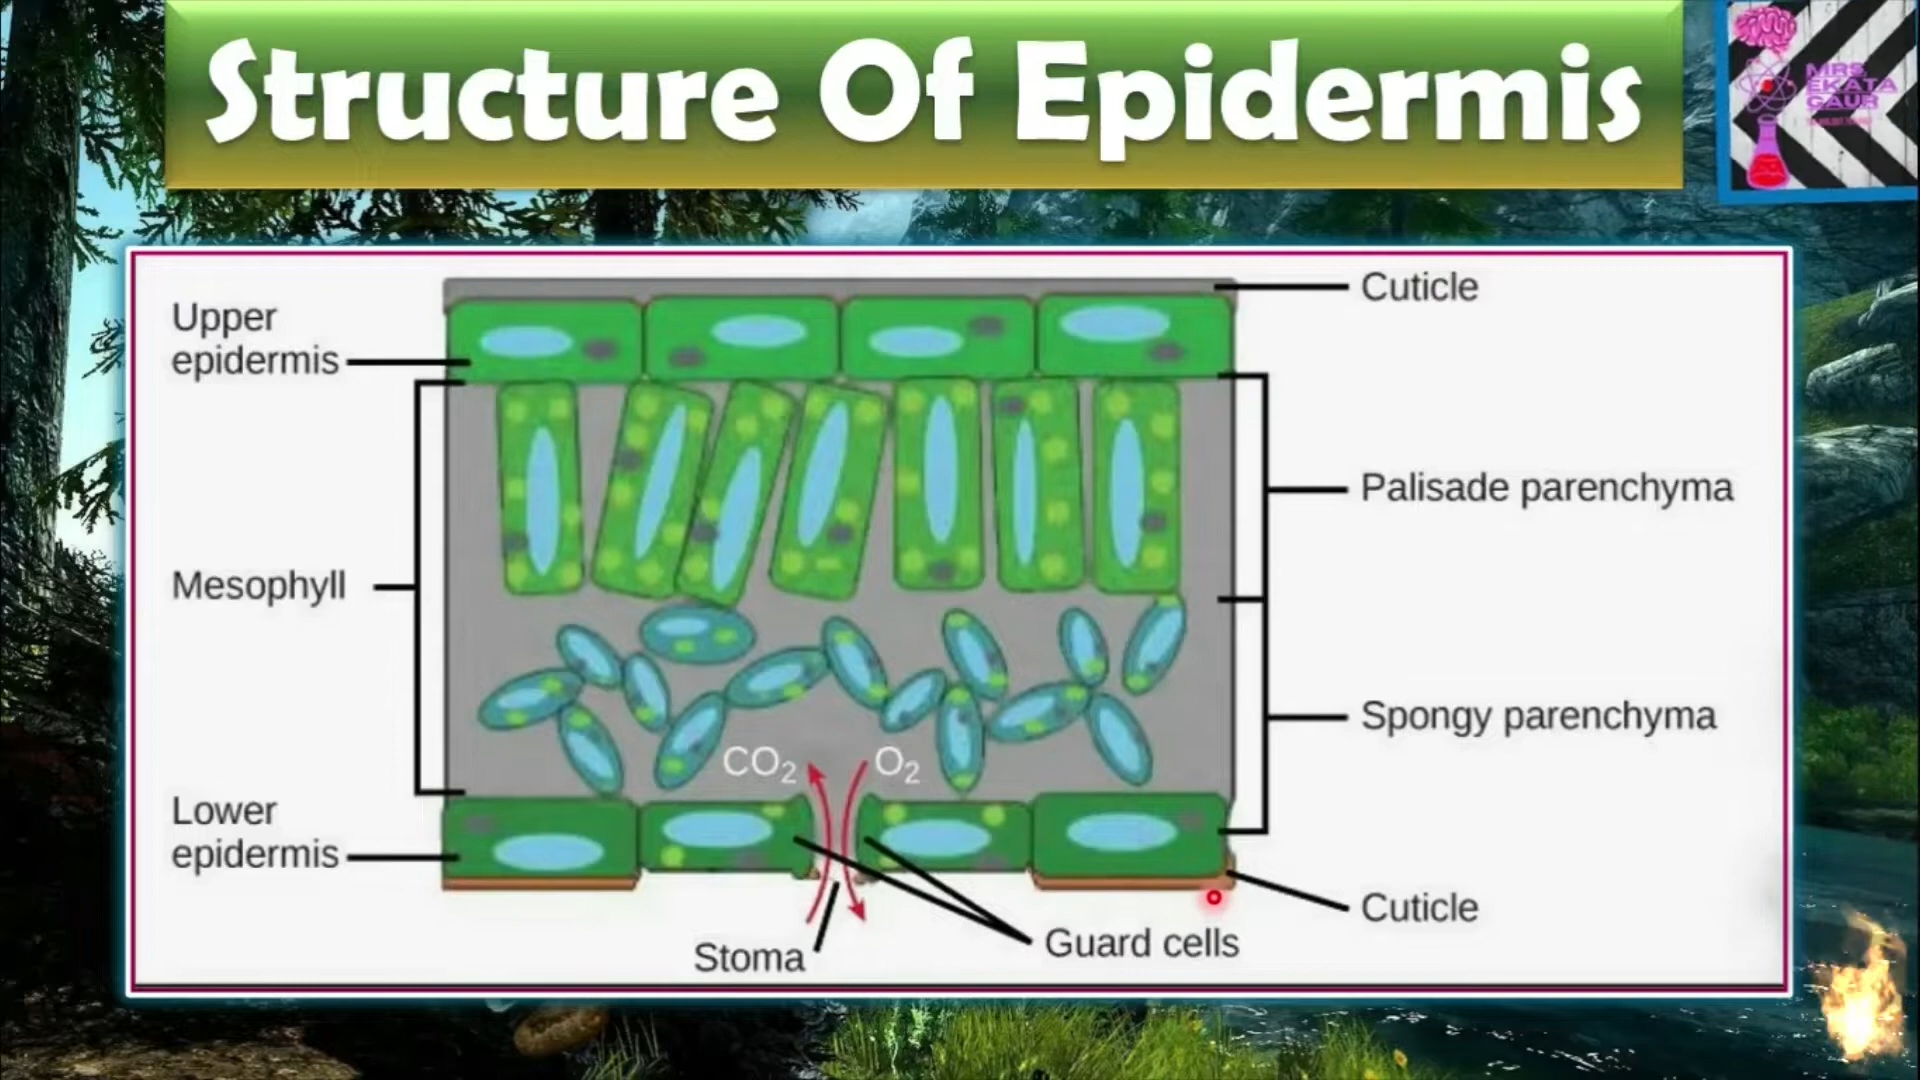 Structure Of Epidermis
MRS
EKATA
GAUR
Cuticle
Upper
epidermis
Palisade parenchyma
Mesophyll
Spongy parenchyma
CO₂
O₂
Lower
epidermis
Cuticle
Guard cells
Stoma